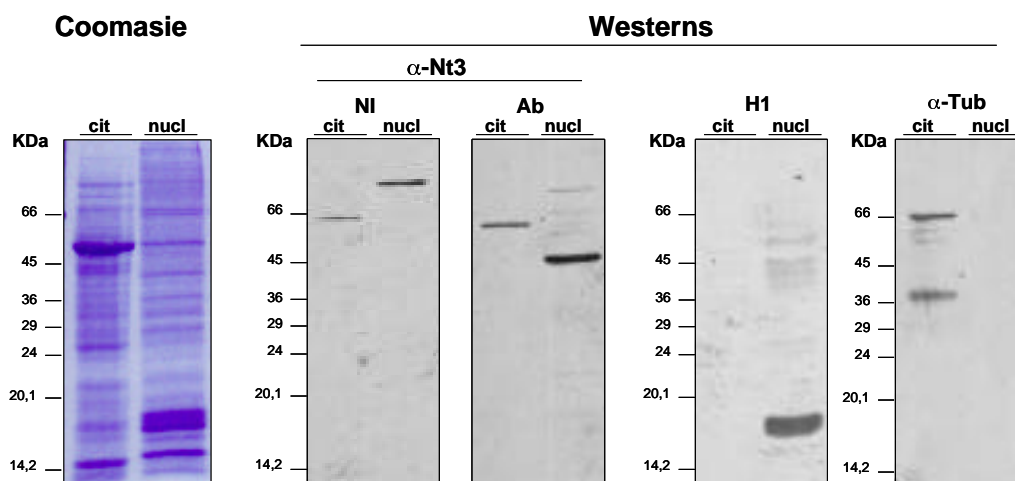 Coomasie Westerns
α-Nt3
NI Ab H1 α-Tub
cit nucl cit nucl cit nucl cit nucl cit nucl
KDa KDa KDa KDa
66 66 66 66
45 45 45 45
36 36 36 36
29 29 29 29
24 24 24 24
20,1 20,1 20,1 20,1
14,2 14,2 14,2 14,2